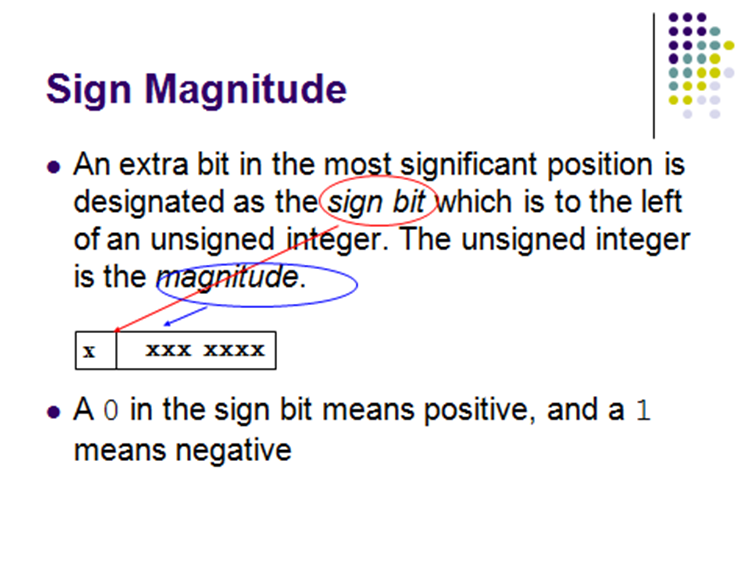 Sign Magnitude
An extra bit in the most significant position is
designated as the sign bit which is to the left
of an unsigned integer. The unsigned integer
is the magnitude.
x xxx xxxx
A 0 in the sign bit means positive, and a 1
means negative